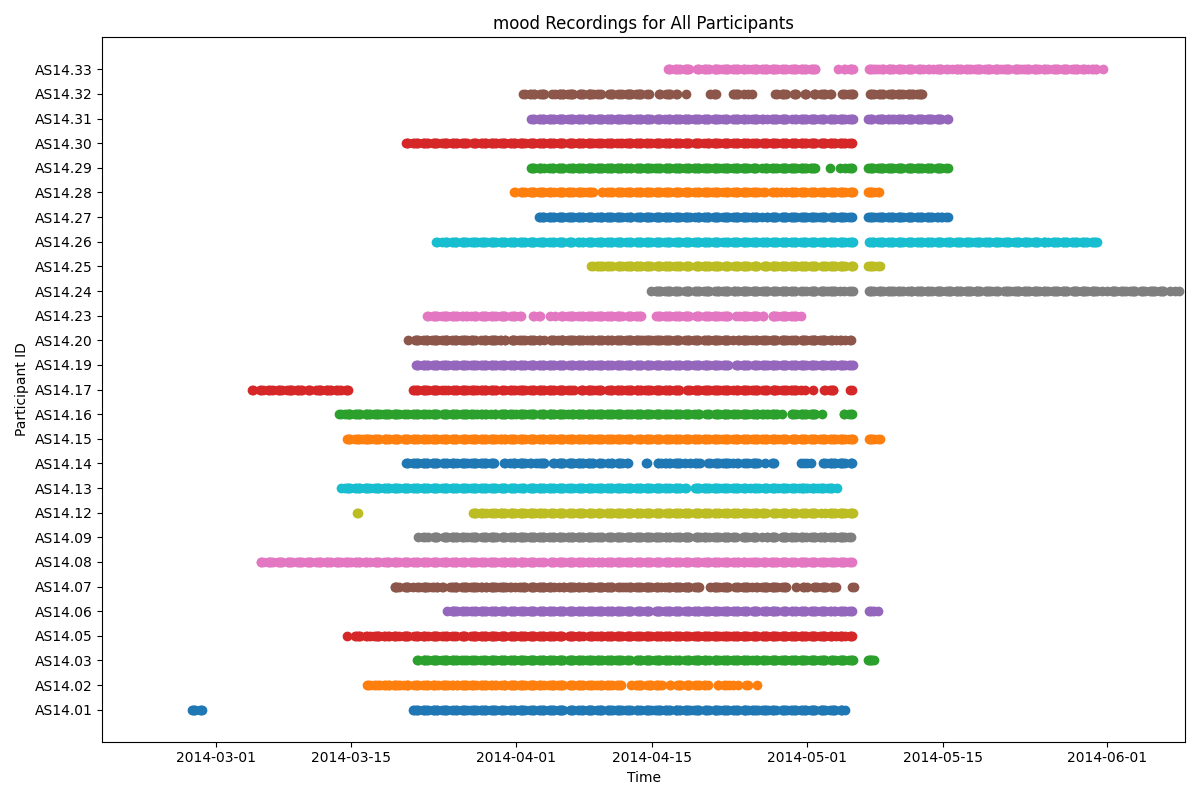 mood Recordings for All Participants
Participant ID
AS14.33
AS14.32
AS14.31
AS14.30
AS14.29
AS14.28
AS14.27
AS14.26
AS14.25
AS14.24
AS14.23
AS14.20
AS14.19
AS14.17
AS14.16
AS14.15
AS14.14
AS14.13
AS14.12
AS14.09
AS14.08
AS14.07
AS14.06
AS14.05
AS14.03
AS14.02
AS14.01
2014-03-01 2014-03-15 2014-04-01 2014-04-15 2014-05-01 2014-05-15 2014-06-01
Time